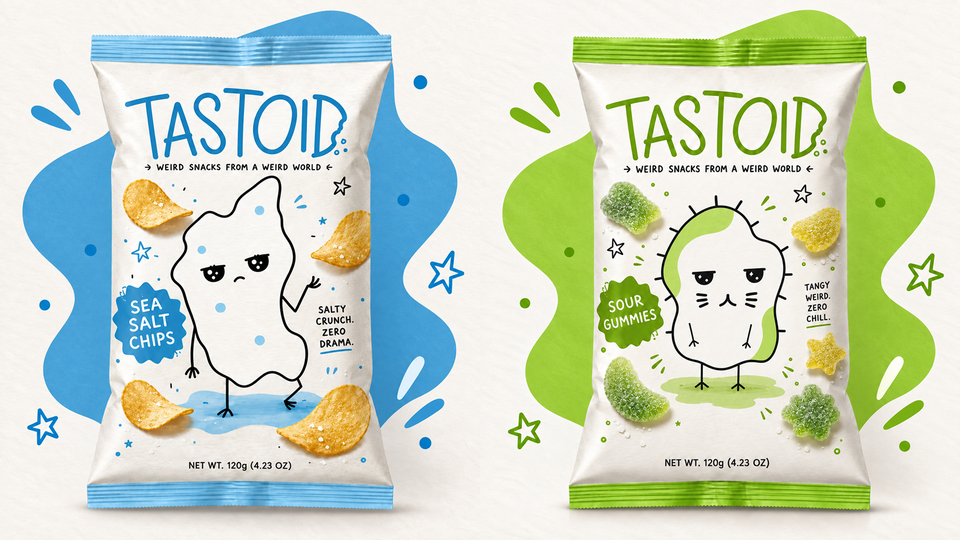 TASTOID
→ WEIRD SNACKS FROM A WEIRD WORLD ←
SEA
SALT
CHIPS
SALTY
CRUNCH.
ZERO
DRAMA.
NET WT. 120g (4.23 OZ)
TASTOID
→ WEIRD SNACKS FROM A WEIRD WORLD ←
SOUR
GUMMIES
TANGY
WEIRD.
ZERO
CHILL.
NET WT. 120g (4.23 OZ)